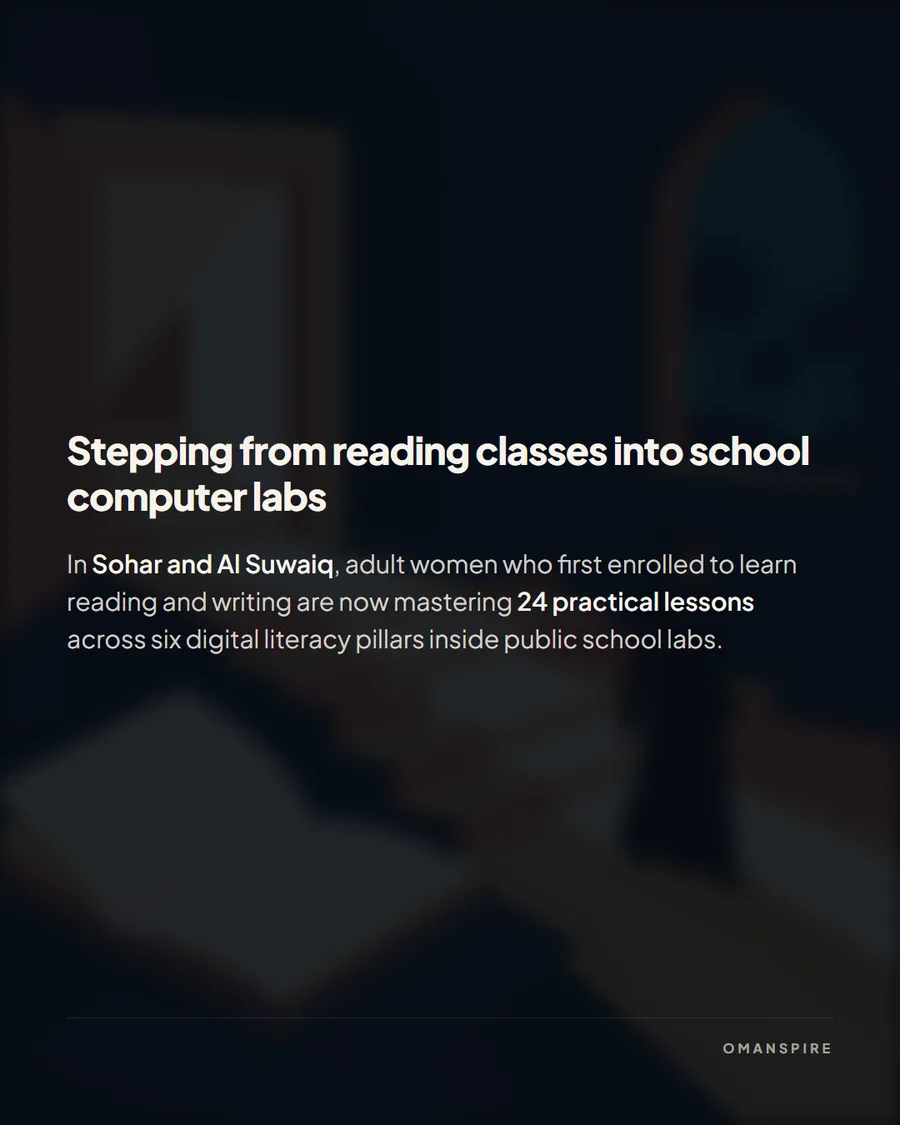 Stepping from reading classes into school
computer labs
In Sohar and Al Suwaiq, adult women who first enrolled to learn
reading and writing are now mastering 24 practical lessons
across six digital literacy pillars inside public school labs.
OMANSPIRE